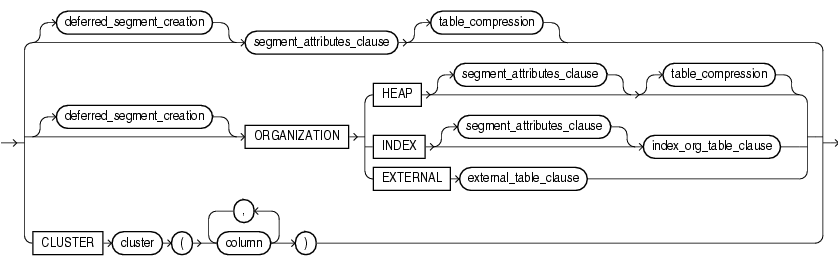 deferred_segment_creation
segment_attributes_clause
table_compression
deferred_segment_creation
ORGANIZATION
HEAP
segment_attributes_clause
table_compression
INDEX
segment_attributes_clause
index_org_table_clause
EXTERNAL
external_table_clause
CLUSTER cluster ( column , )